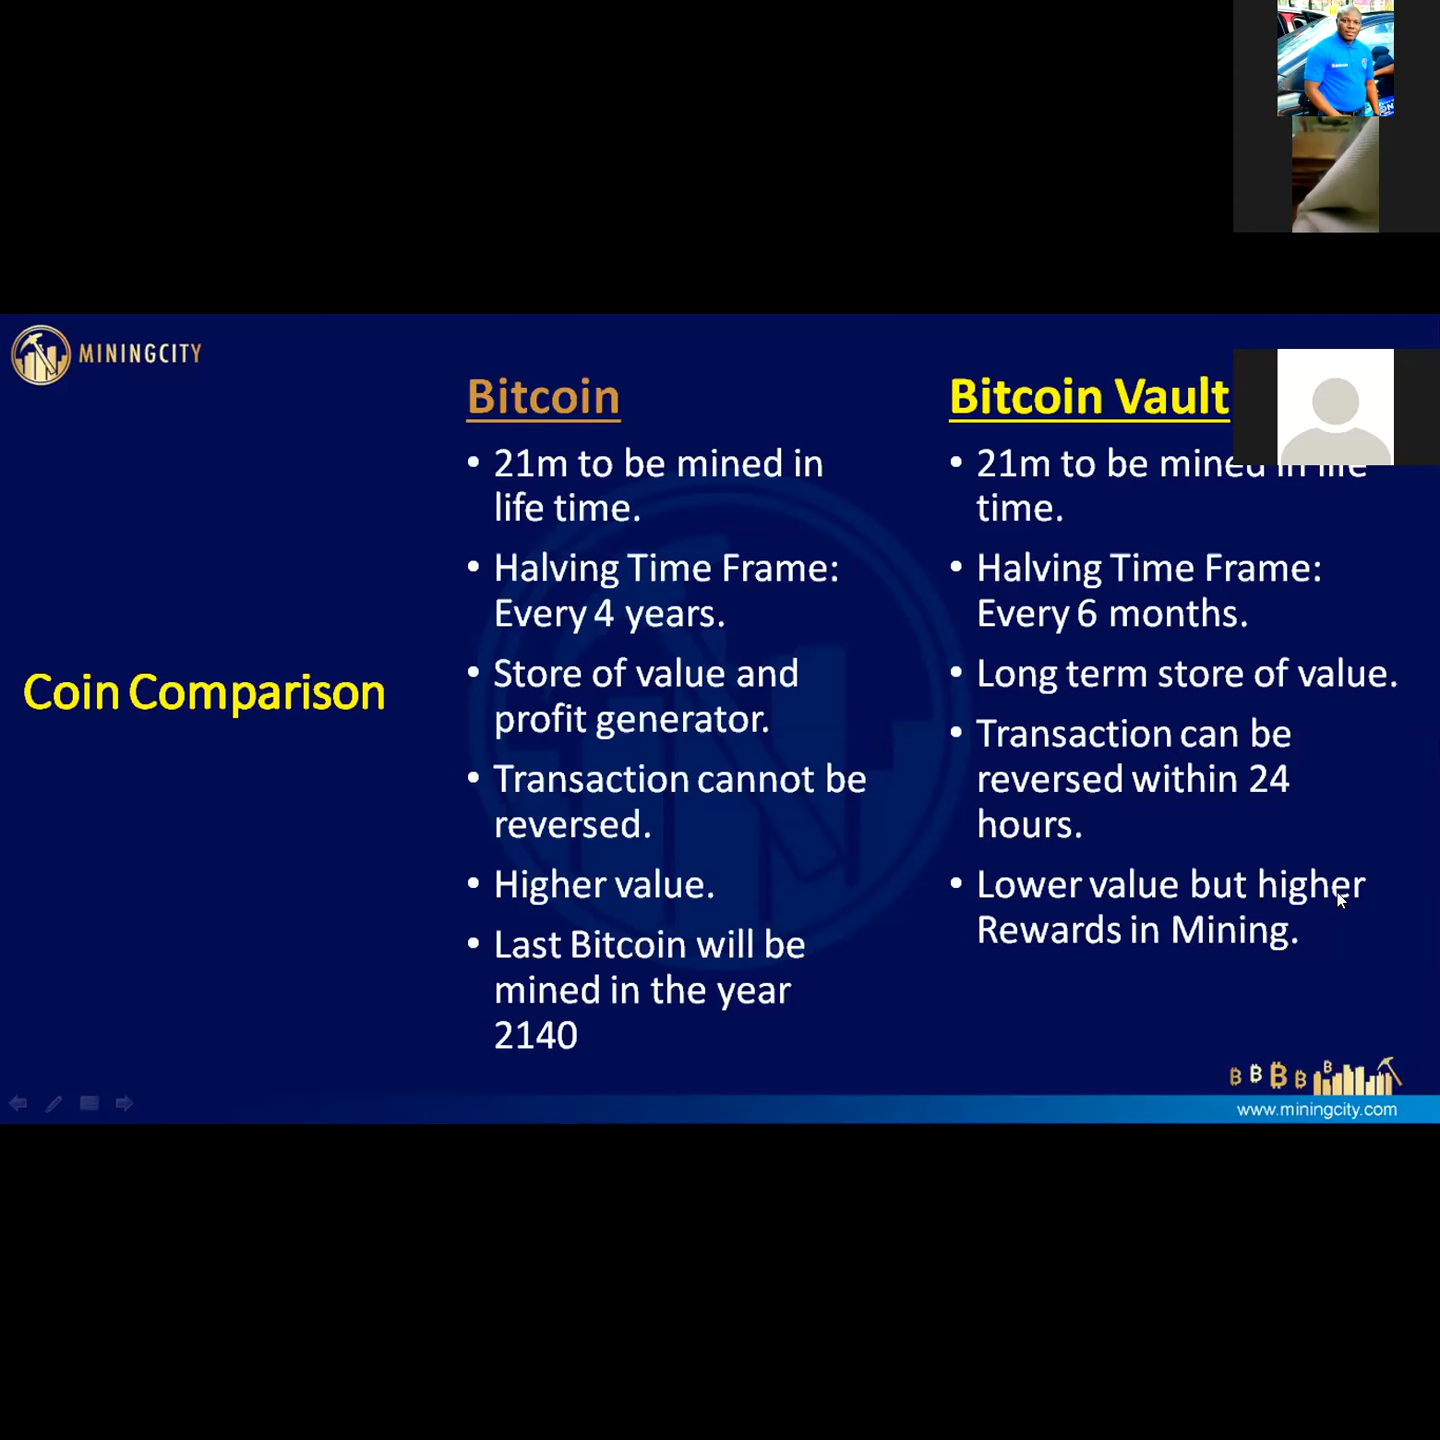 MININGCITY
Coin Comparison
Bitcoin
• 21m to be mined in
life time.
• Halving Time Frame:
Every 4 years.
• Store of value and
profit generator.
• Transaction cannot be
reversed.
• Higher value.
• Last Bitcoin will be
mined in the year
2140
Bitcoin Vault
• 21m to be mined in life
time.
• Halving Time Frame:
Every 6 months.
• Long term store of value.
• Transaction can be
reversed within 24
hours.
• Lower value but higher
Rewards in Mining.
www.miningcity.com